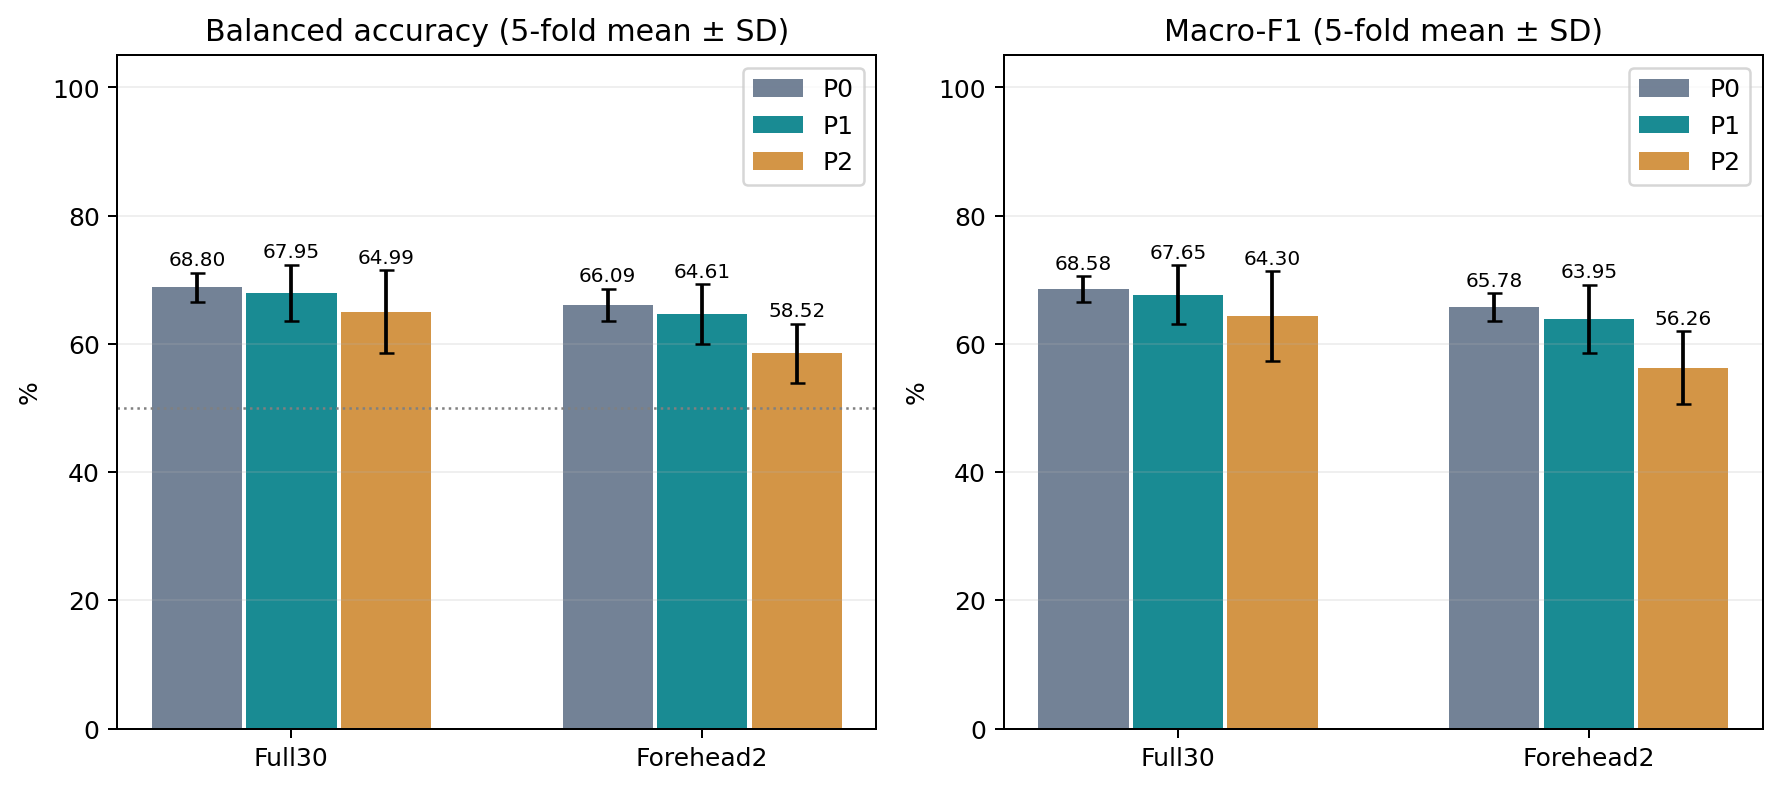 Balanced accuracy (5-fold mean ± SD)
%
100
80
60
40
20
0
P0
P1
P2
68.80
67.95
64.99
66.09
64.61
58.52
Full30
Forehead2
Macro-F1 (5-fold mean ± SD)
%
100
80
60
40
20
0
P0
P1
P2
68.58
67.65
64.30
65.78
63.95
56.26
Full30
Forehead2